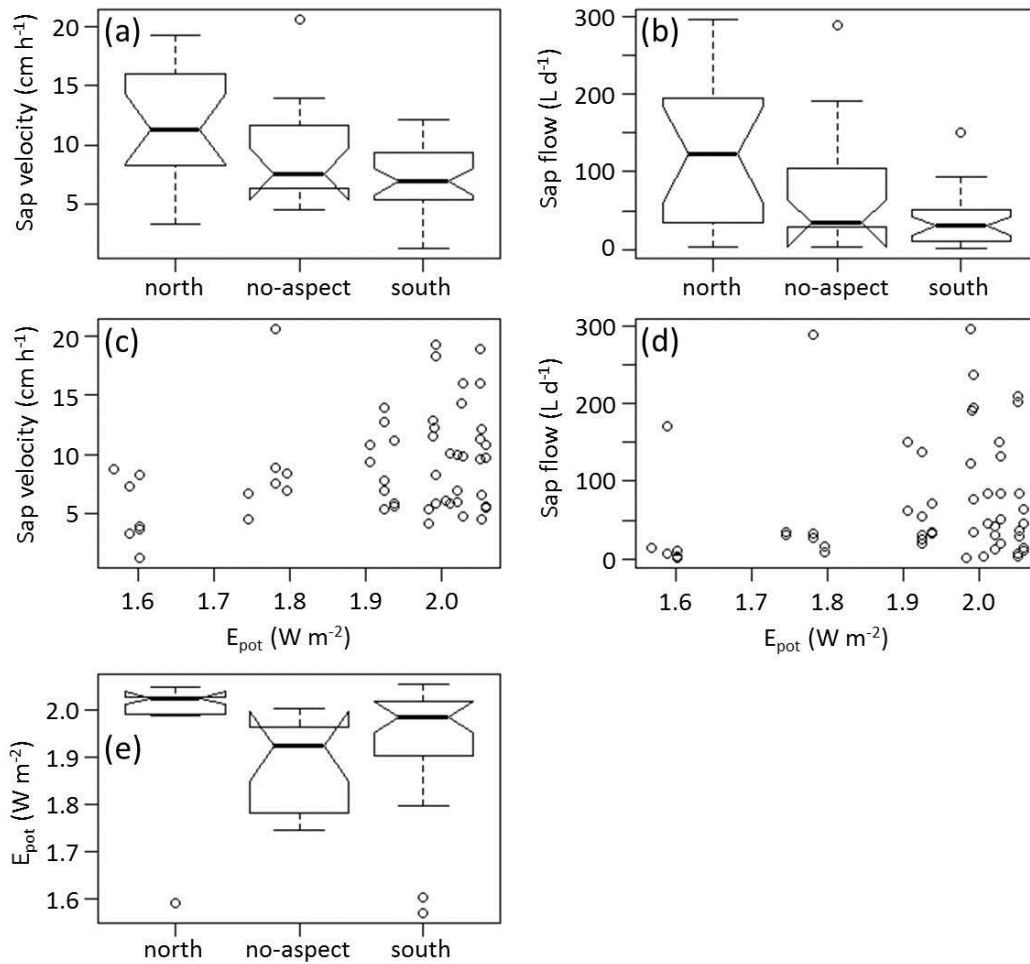 (a)
Sap velocity (cm h⁻¹)
20
15
10
5
north no-aspect south
(b)
Sap flow (L d⁻¹)
300
200
100
0
north no-aspect south
(c)
Sap velocity (cm h⁻¹)
20
15
10
5
1.6 1.7 1.8 1.9 2.0
E_pot (W m⁻²)
(d)
Sap flow (L d⁻¹)
300
200
100
0
1.6 1.7 1.8 1.9 2.0
E_pot (W m⁻²)
(e)
E_pot (W m⁻²)
2.0
1.9
1.8
1.7
1.6
north no-aspect south